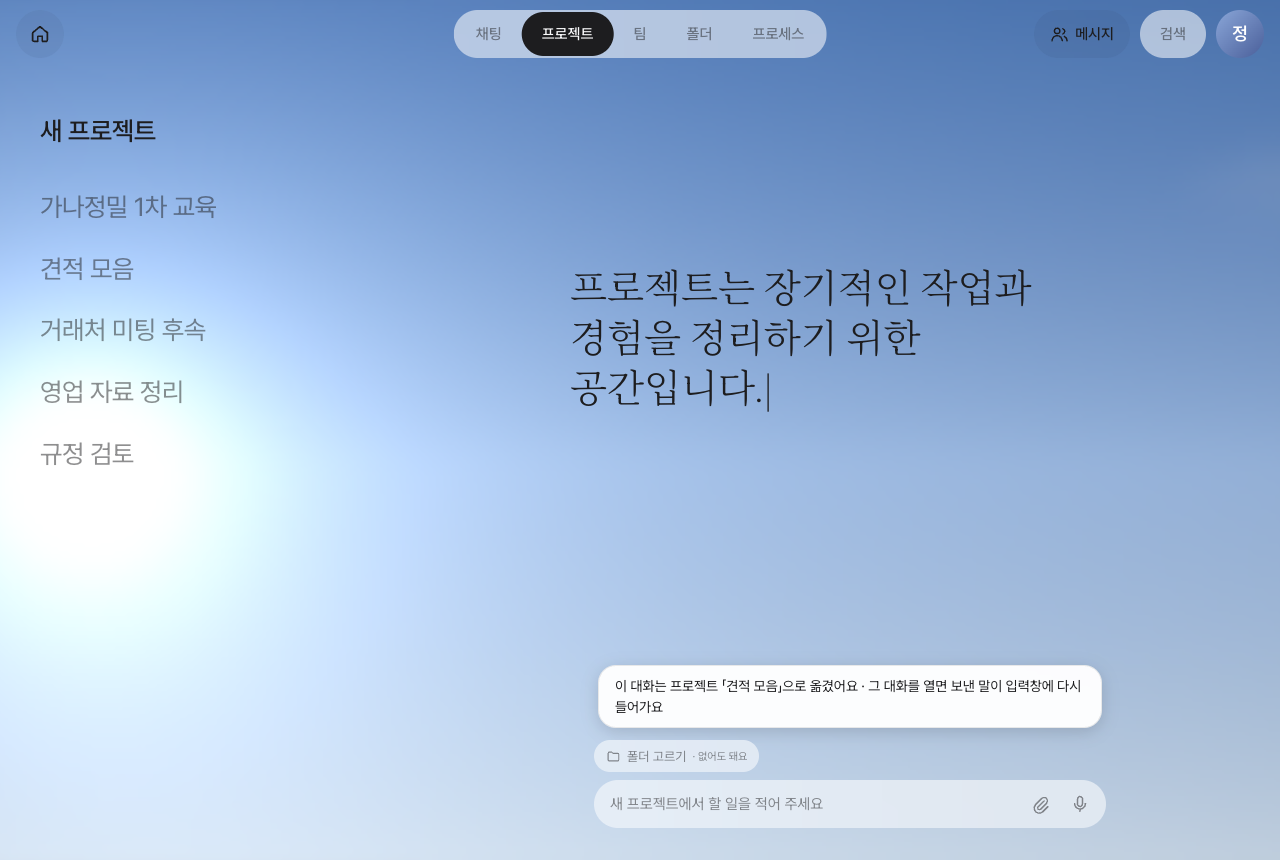 채팅
프로젝트
팀
폴더
프로세스
메시지
검색
정
새 프로젝트
가나정밀 1차 교육
견적 모음
거래처 미팅 후속
영업 자료 정리
규정 검토
프로젝트는 장기적인 작업과
경험을 정리하기 위한
공간입니다.
이 대화는 프로젝트 「견적 모음」으로 옮겼어요 · 그 대화를 열면 보낸 말이 입력창에 다시
들어가요
폴더 고르기 · 없어도 돼요
새 프로젝트에서 할 일을 적어 주세요